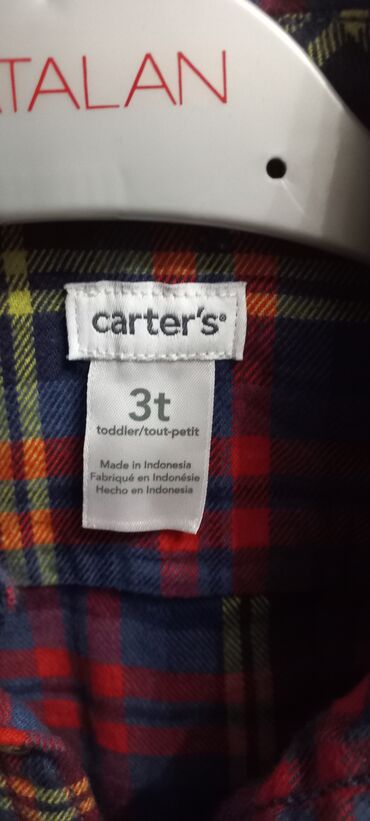 TALAN
carter's®
3t
toddler/tout-petit
Made in Indonesia
Fabriqué en Indonésie
Hecho en Indonesia